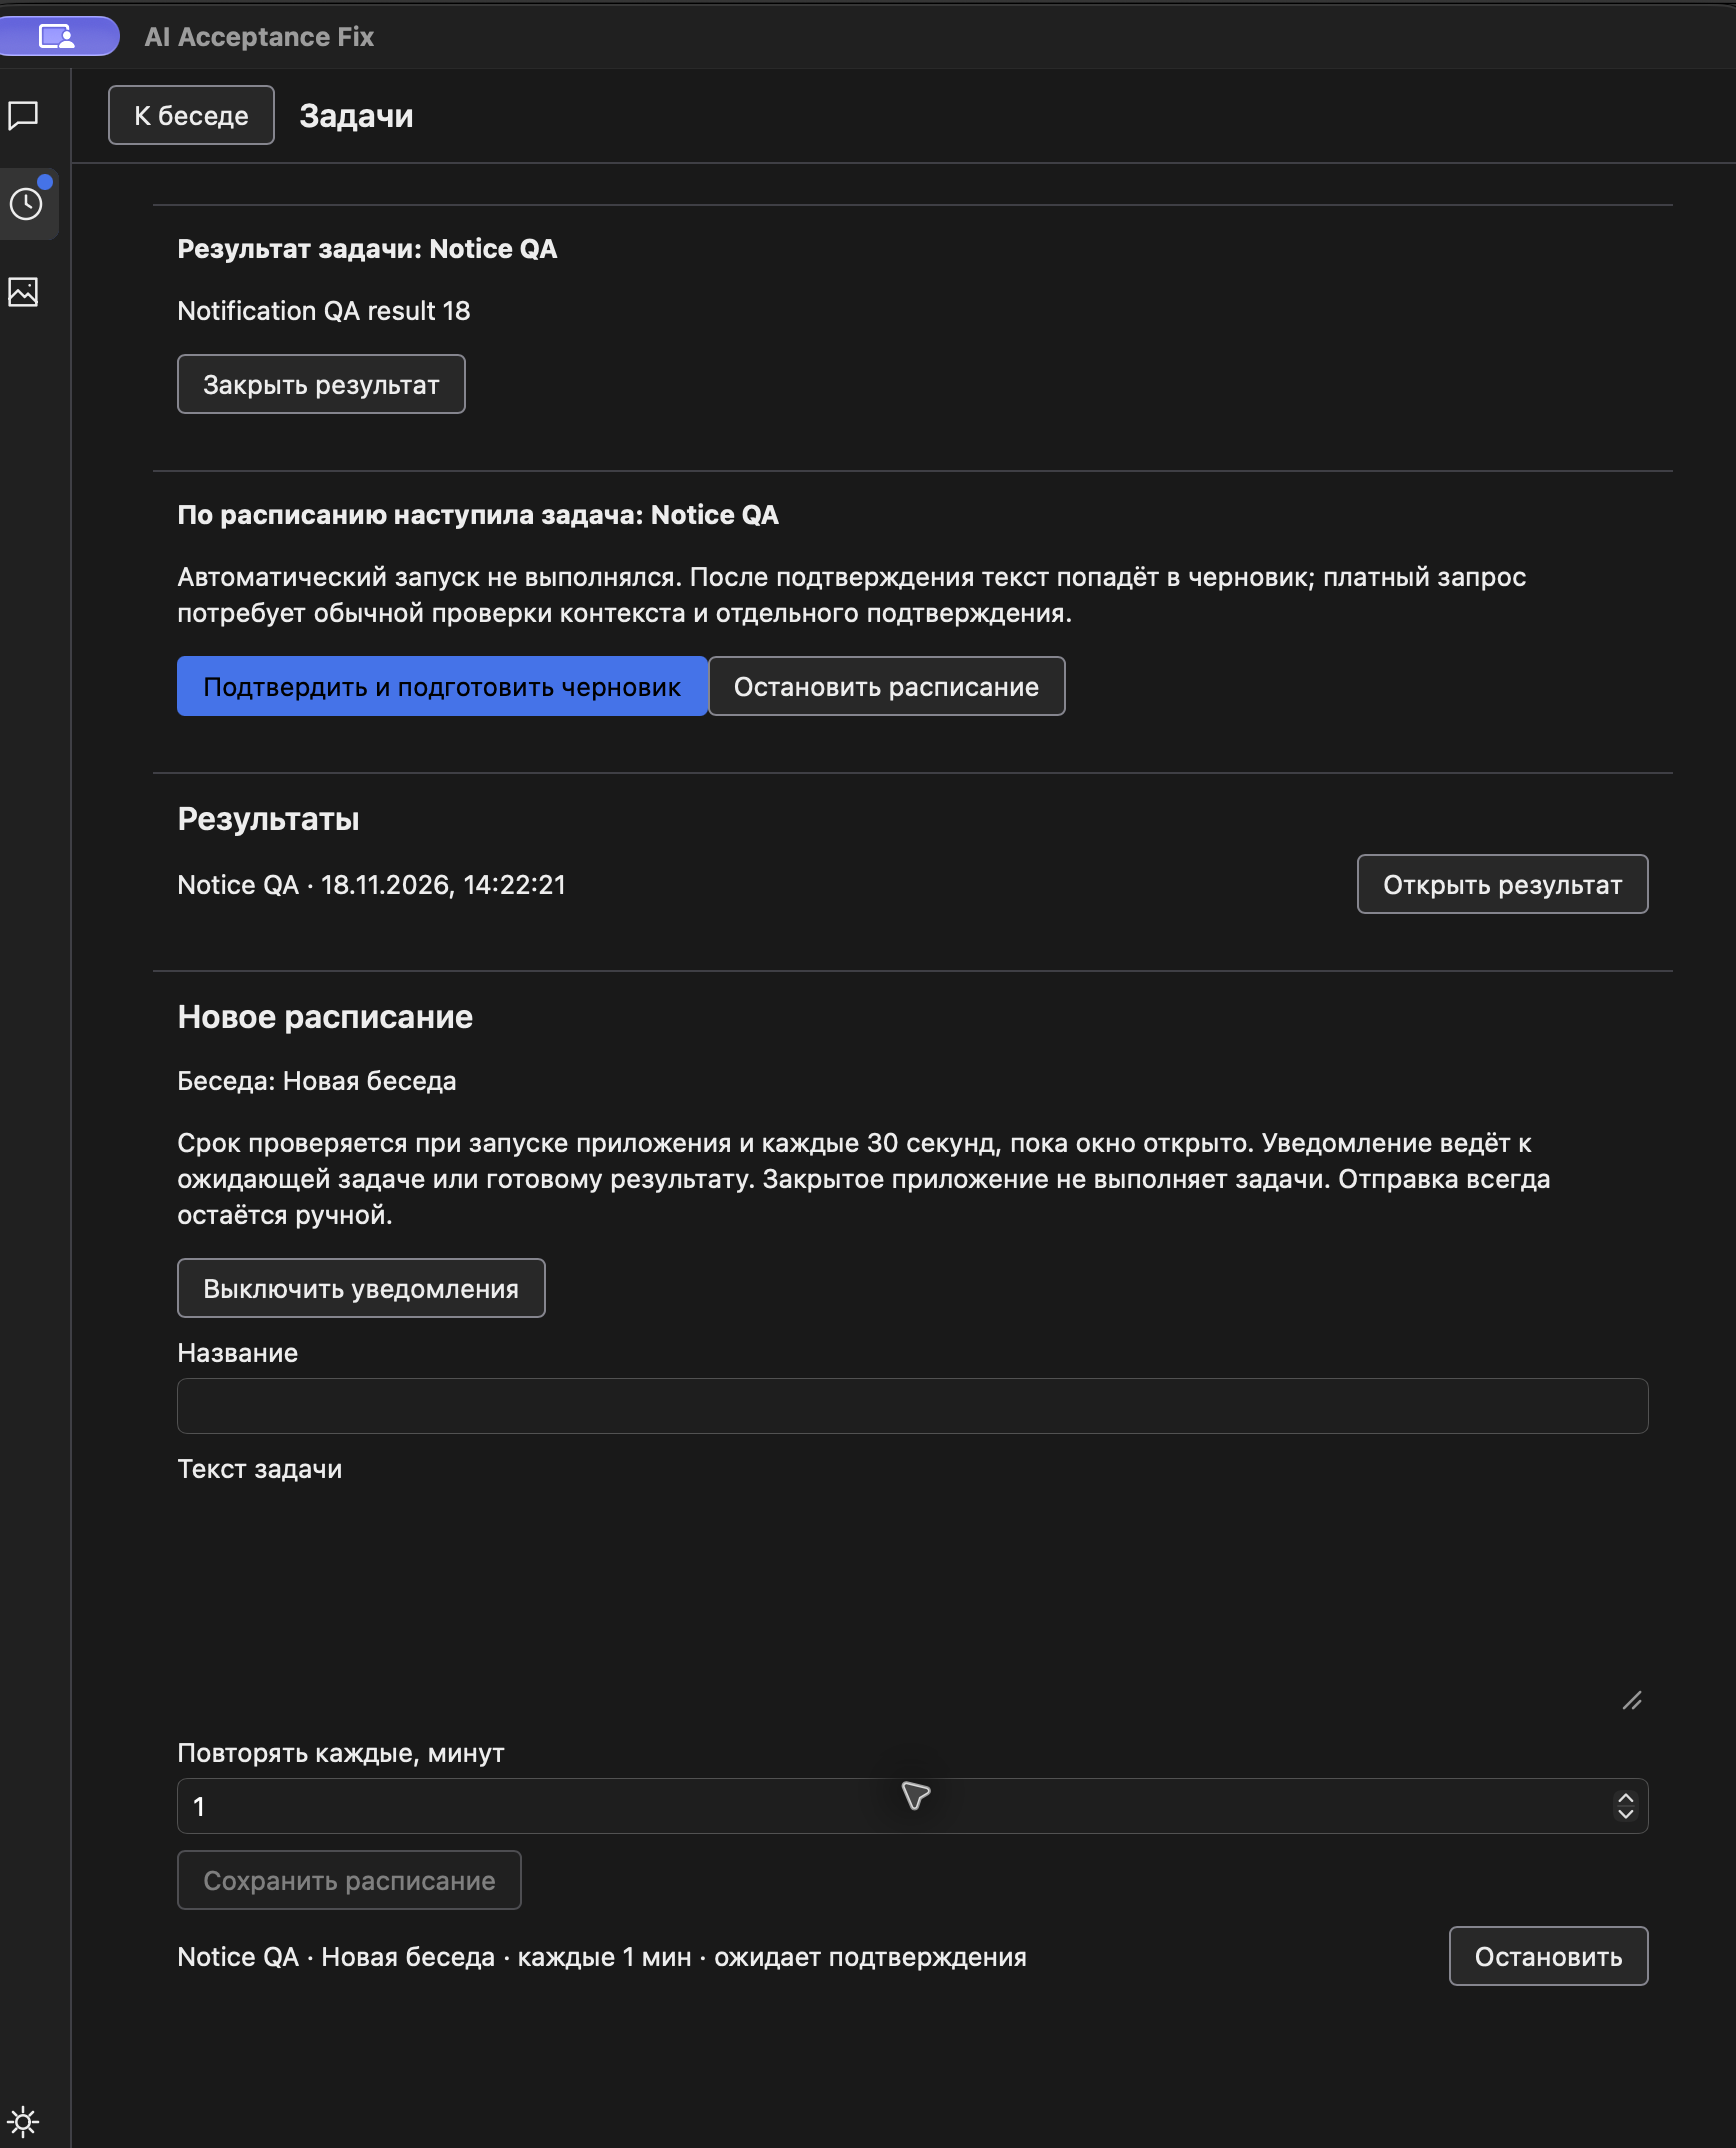 AI Acceptance Fix
К беседе
Задачи
Результат задачи: Notice QA
Notification QA result 18
Закрыть результат
По расписанию наступила задача: Notice QA
Автоматический запуск не выполнялся. После подтверждения текст попадёт в черновик; платный запрос
потребует обычной проверки контекста и отдельного подтверждения.
Подтвердить и подготовить черновик
Остановить расписание
Результаты
Notice QA · 18.11.2026, 14:22:21
Открыть результат
Новое расписание
Беседа: Новая беседа
Срок проверяется при запуске приложения и каждые 30 секунд, пока окно открыто. Уведомление ведёт к
ожидающей задаче или готовому результату. Закрытое приложение не выполняет задачи. Отправка всегда
остаётся ручной.
Выключить уведомления
Название
Текст задачи
Повторять каждые, минут
1
Сохранить расписание
Notice QA · Новая беседа · каждые 1 мин · ожидает подтверждения
Остановить